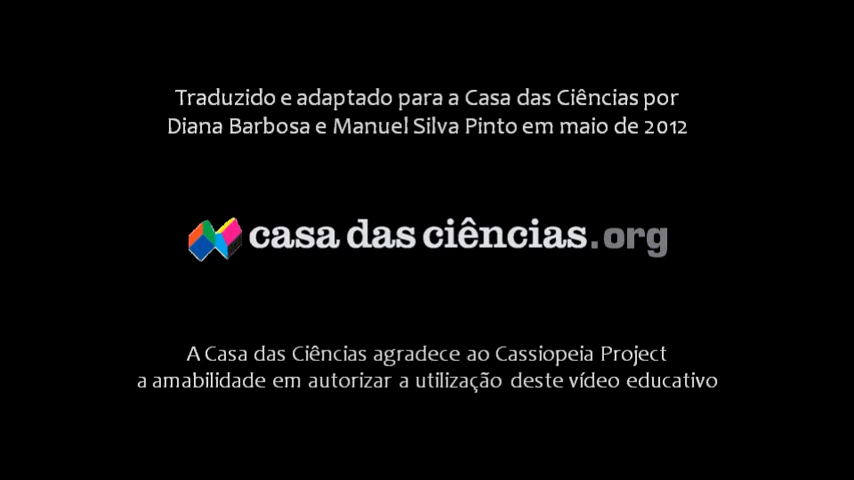 Traduzido e adaptado para a Casa das Ciências por
Diana Barbosa e Manuel Silva Pinto em maio de 2012
casa das ciências.org
A Casa das Ciências agradece ao Cassiopeia Project
a amabilidade em autorizar a utilização deste vídeo educativo